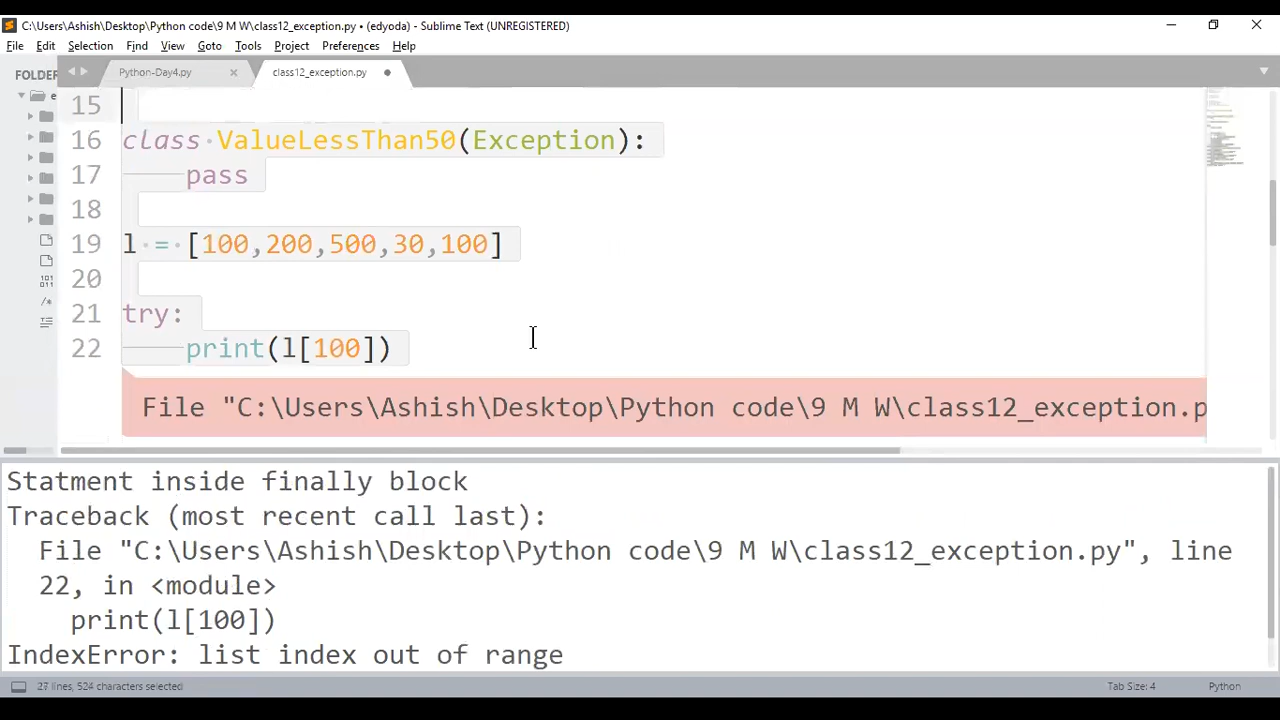 C:\Users\Ashish\Desktop\Python code\9 M W\class12_exception.py • (edyoda) - Sublime Text (UNREGISTERED)
File Edit Selection Find View Goto Tools Project Preferences Help
FOLDER Python-Day4.py class12_exception.py
15
16 class ValueLessThan50(Exception):
17 pass
18
19 l = [100,200,500,30,100]
20
21 try:
22 print(l[100])
File "C:\Users\Ashish\Desktop\Python code\9 M W\class12_exception.p
Statment inside finally block
Traceback (most recent call last):
File "C:\Users\Ashish\Desktop\Python code\9 M W\class12_exception.py", line
22, in <module>
print(l[100])
IndexError: list index out of range
27 lines, 524 characters selected Tab Size: 4 Python